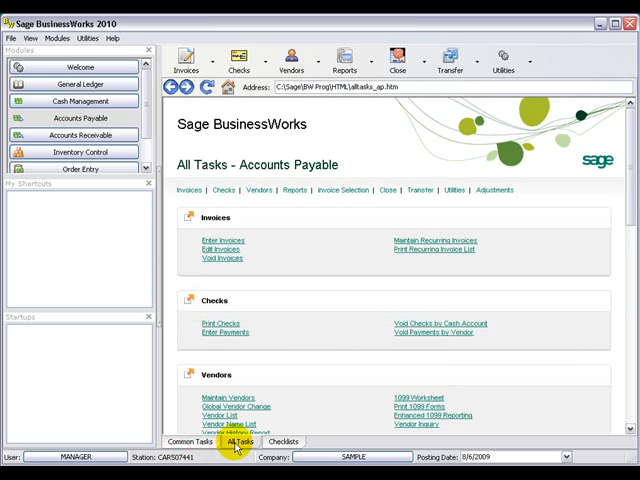 Sage BusinessWorks 2010
File View Modules Utilities Help
Modules
Welcome
General Ledger
Cash Management
Accounts Payable
Accounts Receivable
Inventory Control
Order Entry
My Shortcuts
Startups
Invoices Checks Vendors Reports Close Transfer Utilities
Address: C:\Sage\BW Prog\HTML\alltasks_ap.htm
Sage BusinessWorks
sage
All Tasks - Accounts Payable
Invoices | Checks | Vendors | Reports | Invoice Selection | Close | Transfer | Utilities | Adjustments
Invoices
Enter Invoices Maintain Recurring Invoices
Edit Invoices Print Recurring Invoice List
Void Invoices
Checks
Print Checks Void Checks by Cash Account
Enter Payments Void Payments by Vendor
Vendors
Maintain Vendors 1099 Worksheet
Global Vendor Change Print 1099 Forms
Vendor List Enhanced 1099 Reporting
Vendor Name List Vendor Inquiry
Vendor History Report
Common Tasks All Tasks Checklists
User: MANAGER Station: CAR507441 Company: SAMPLE Posting Date: 8/6/2009